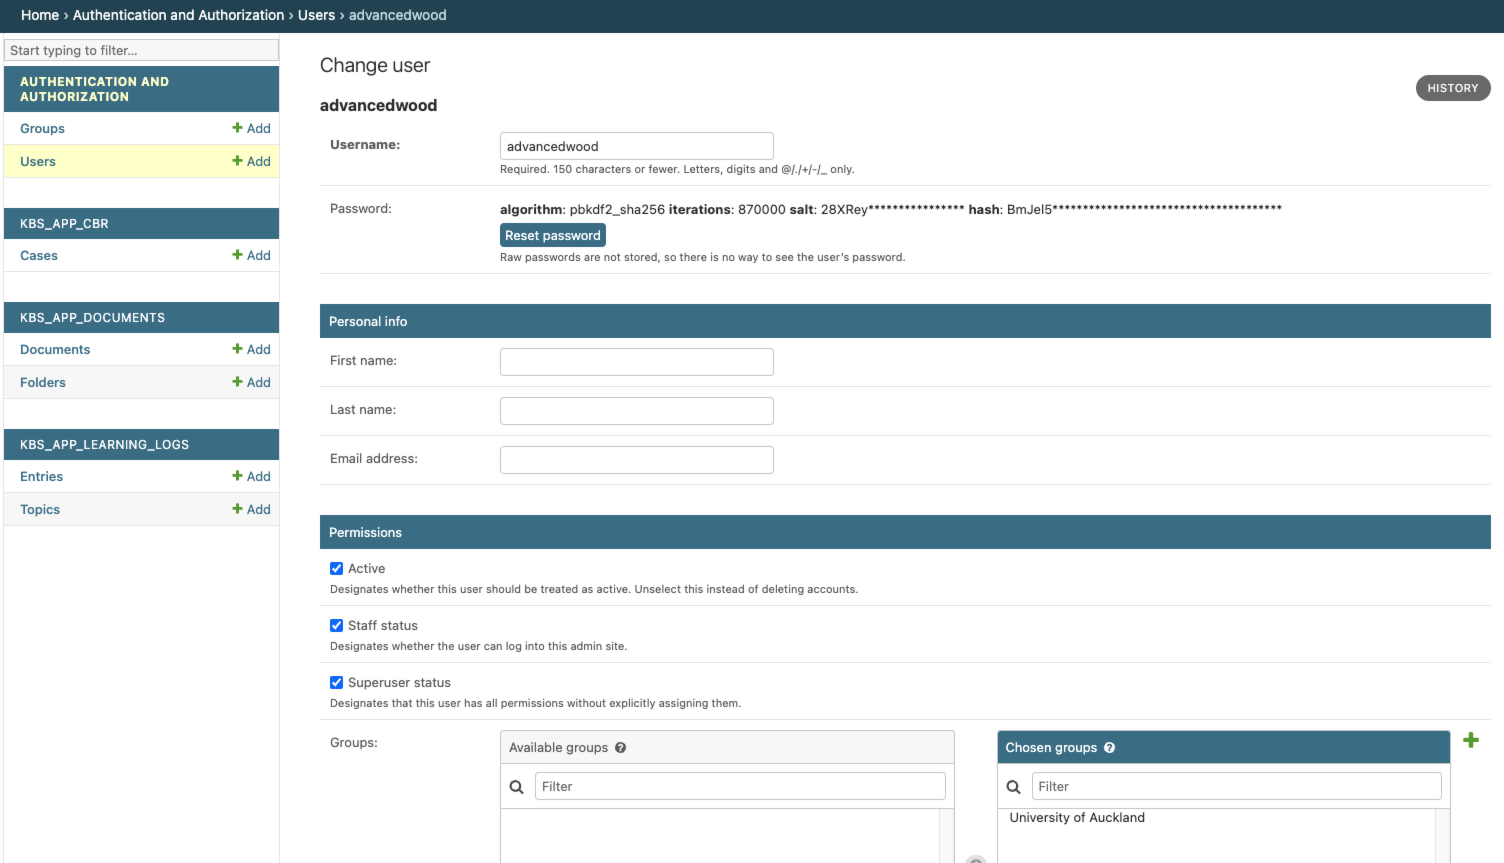 Home › Authentication and Authorization › Users › advancedwood
Start typing to filter...
AUTHENTICATION AND
AUTHORIZATION
Groups
Add
Users
Add
KBS_APP_CBR
Cases
Add
KBS_APP_DOCUMENTS
Documents
Add
Folders
Add
KBS_APP_LEARNING_LOGS
Entries
Add
Topics
Add
Change user
HISTORY
advancedwood
Username:
advancedwood
Required. 150 characters or fewer. Letters, digits and @/./+/-/_ only.
Password:
algorithm: pbkdf2_sha256 iterations: 870000 salt: 28XRey**************** hash: BmJel5**************************************
Reset password
Raw passwords are not stored, so there is no way to see the user's password.
Personal info
First name:
Last name:
Email address:
Permissions
Active
Designates whether this user should be treated as active. Unselect this instead of deleting accounts.
Staff status
Designates whether the user can log into this admin site.
Superuser status
Designates that this user has all permissions without explicitly assigning them.
Groups:
Available groups
Filter
Chosen groups
Filter
University of Auckland